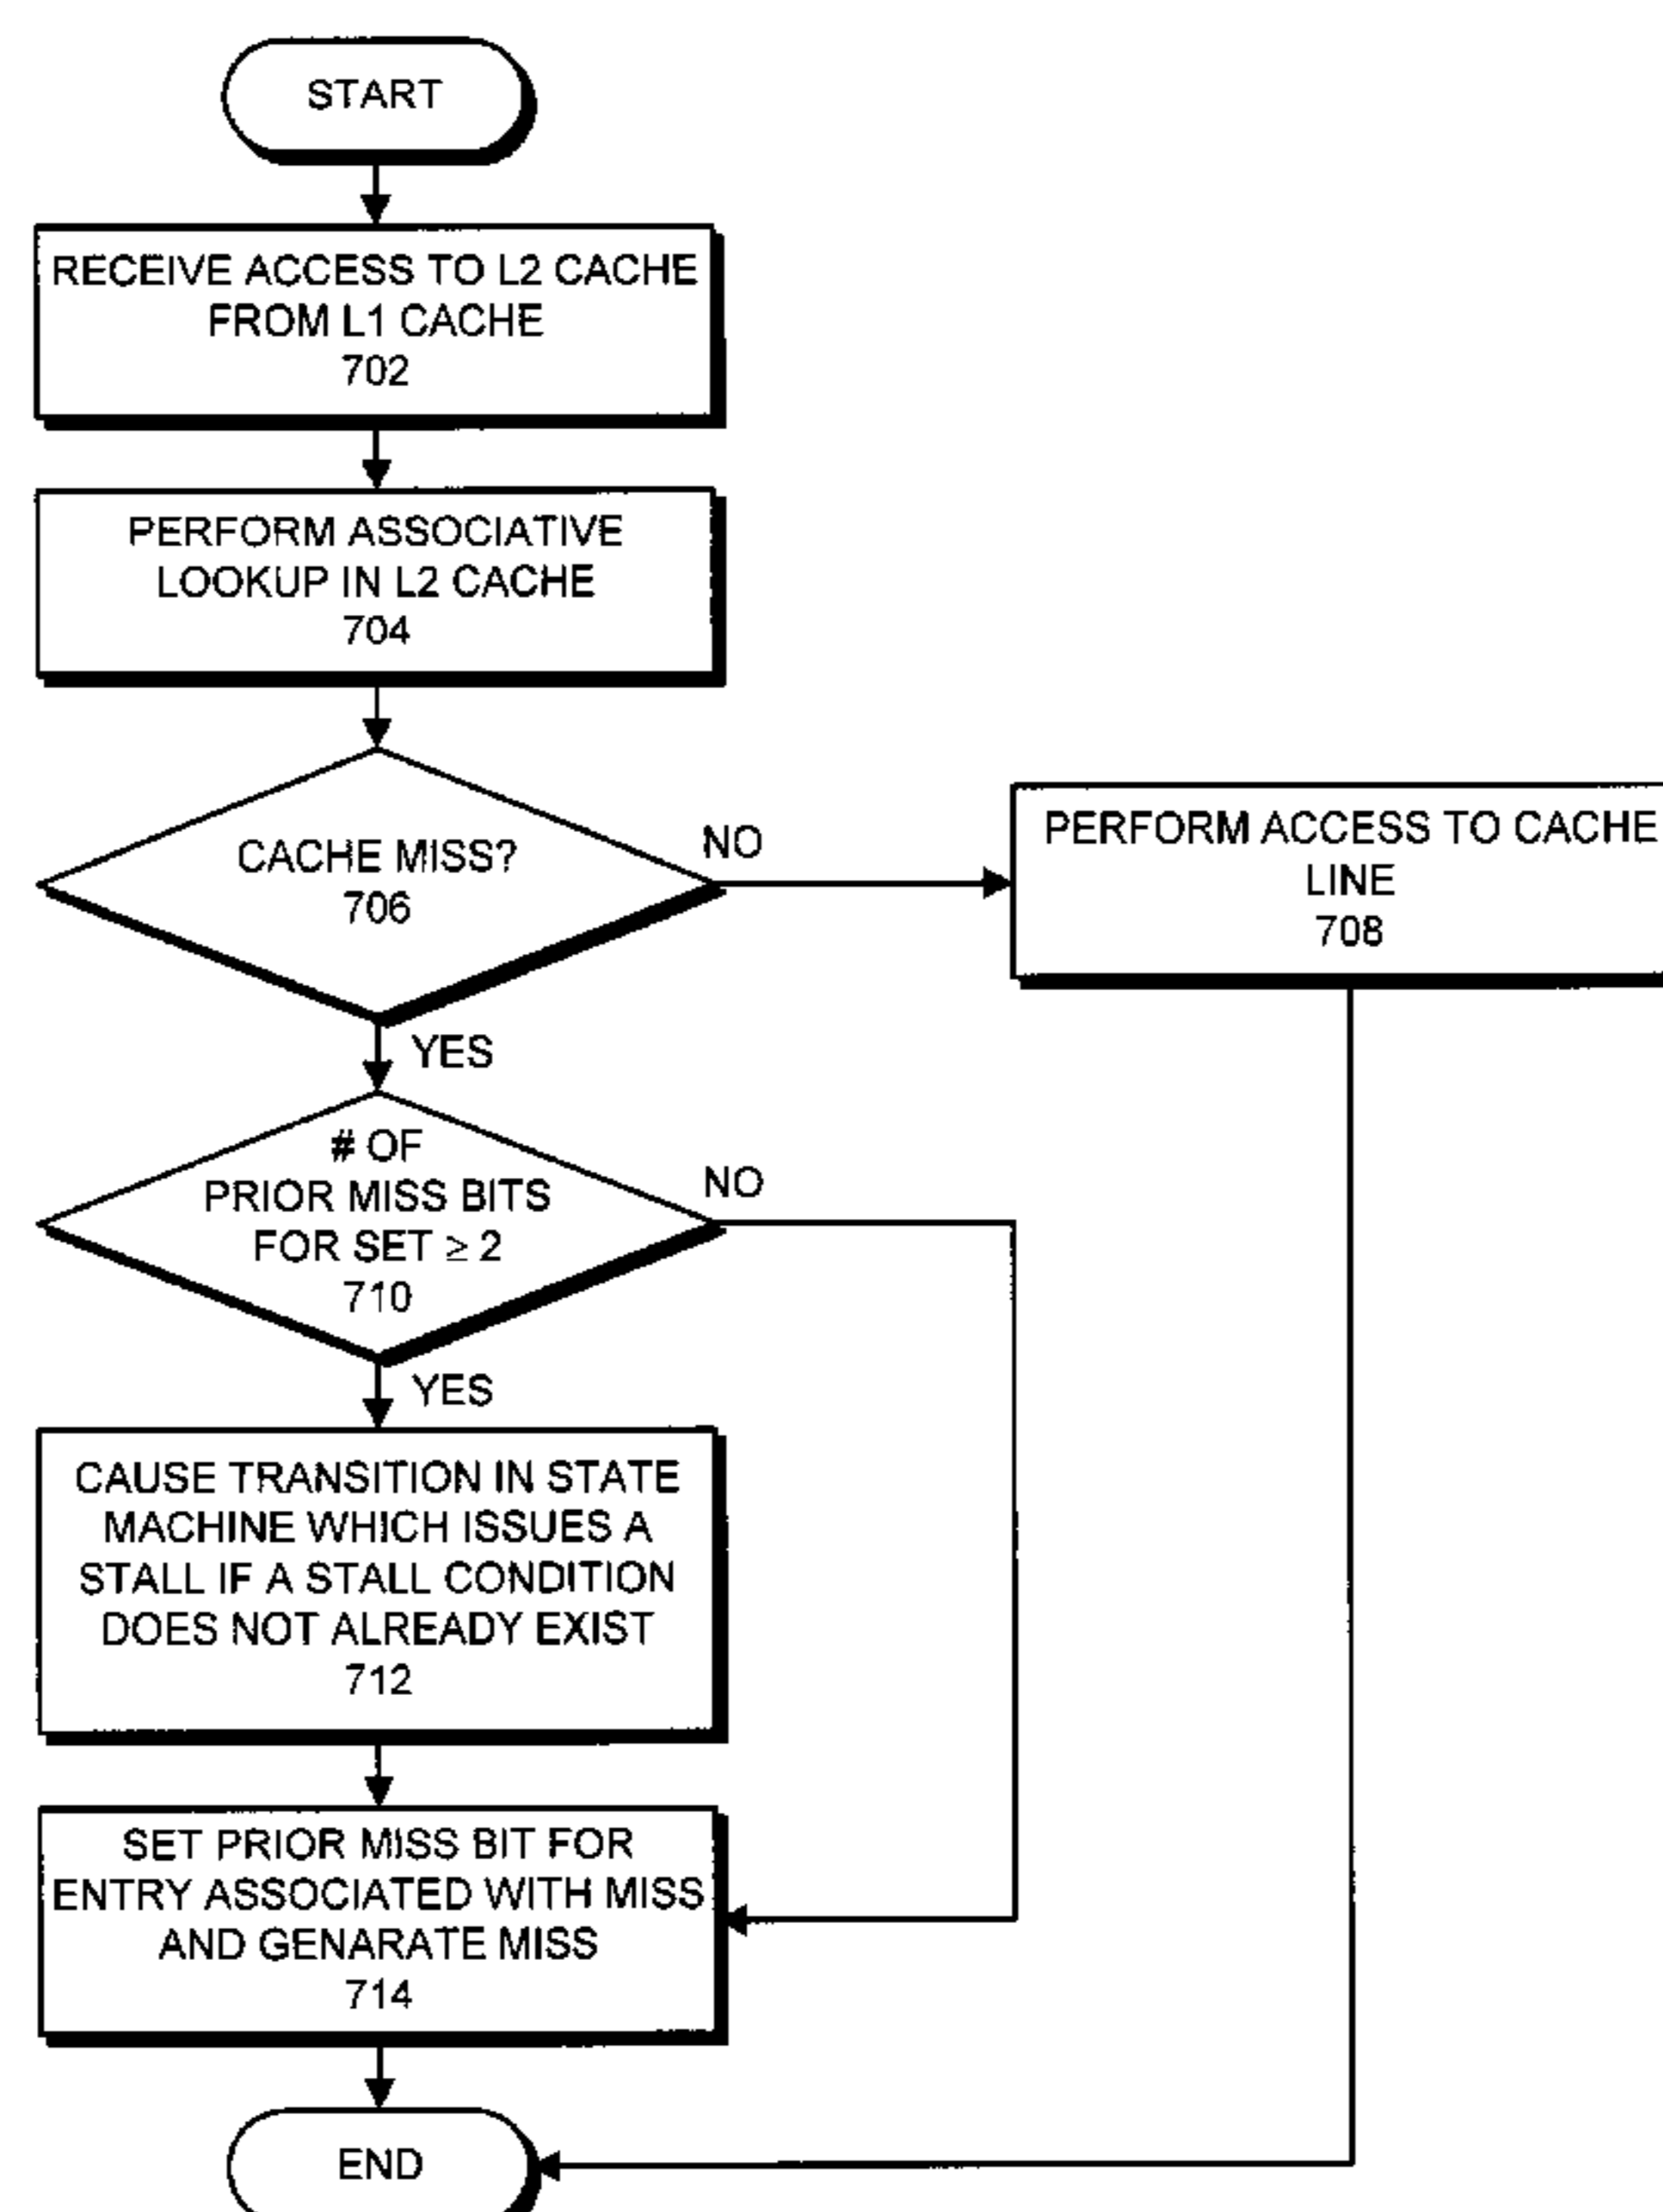 START
RECEIVE ACCESS TO L2 CACHE
FROM L1 CACHE
702
PERFORM ASSOCIATIVE
LOOKUP IN L2 CACHE
704
CACHE MISS?
706
NO
PERFORM ACCESS TO CACHE
LINE
708
YES
# OF
PRIOR MISS BITS
FOR SET ≥ 2
710
NO
YES
CAUSE TRANSITION IN STATE
MACHINE WHICH ISSUES A
STALL IF A STALL CONDITION
DOES NOT ALREADY EXIST
712
SET PRIOR MISS BIT FOR
ENTRY ASSOCIATED WITH MISS
AND GENARATE MISS
714
END